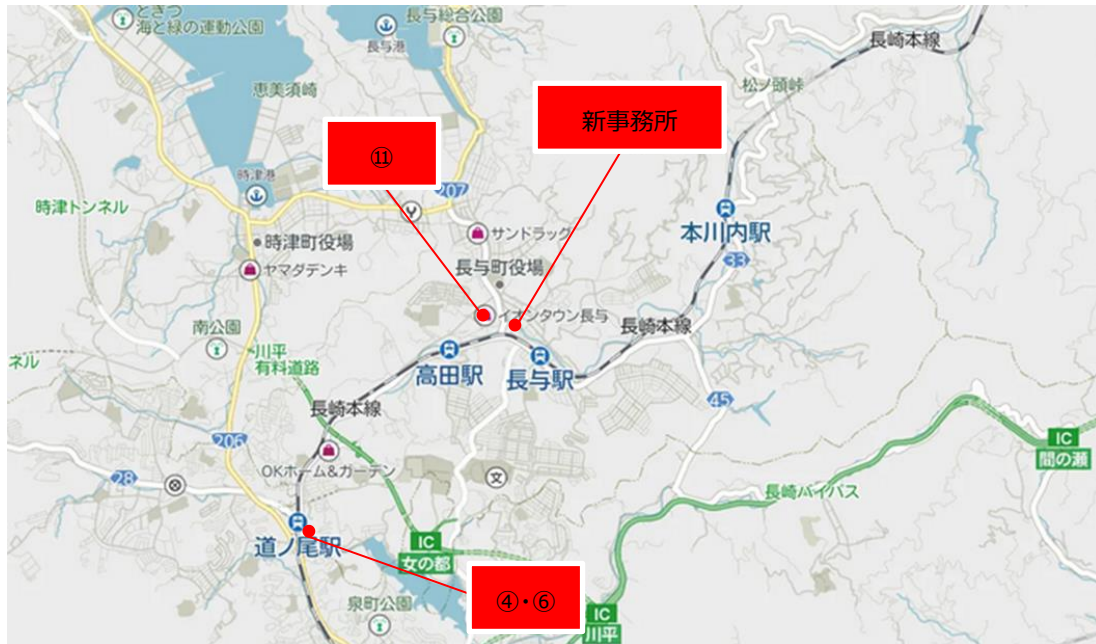 ときつ
海と緑の運動公園
長与総合公園
長与港
長崎本線
恵美須崎
松ノ頭峠
新事務所
⑪
時津港
207
時津トンネル
サンドラッグ
本川内駅
時津町役場
長与町役場
33
ヤマダデンキ
イオンタウン長与
南公園
長崎本線
川平
有料道路
ネル
高田駅
長与駅
45
長崎本線
206
OKホーム&ガーデン
IC
間の瀬
28
文
長崎バイパス
道ノ尾駅
IC
女の都
④・⑥
泉町公園
IC
川平